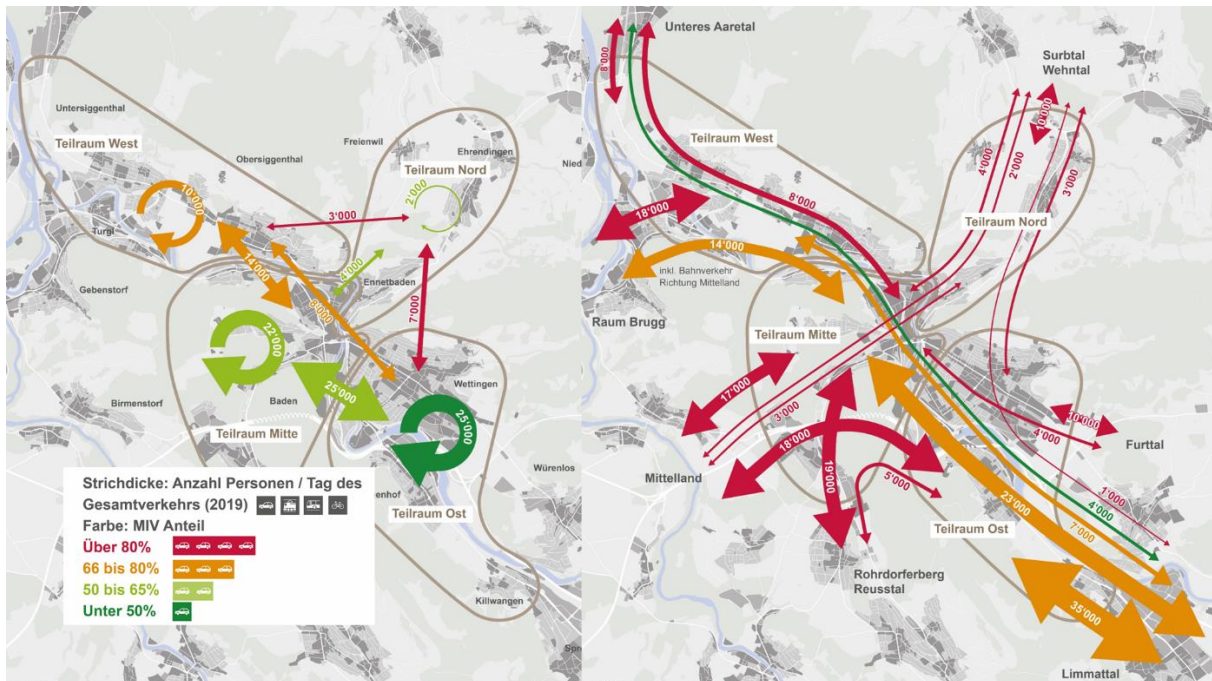 Untersiggenthal
Teilraum West
Obersiggenthal
Freienwil
Ehrendingen
Teilraum Nord
Nied
10'000
2'000
3'000
Turgi
14'000
4'000
Gebenstorf
8'000
Ennetbaden
7'000
22'000
25'000
Wettingen
Birmenstorf
Baden
25'000
Teilraum Mitte
Würenlos
enhof
Teilraum Ost
Killwangen
Spr
Strichdicke: Anzahl Personen / Tag des
Gesamtverkehrs (2019)
Farbe: MIV Anteil
Über 80%
66 bis 80%
50 bis 65%
Unter 50%
Unteres Aaretal
8'000
Surbtal
Wehntal
10'000
Teilraum West
4'000
2'000
3'000
8'000
18'000
Teilraum Nord
14'000
inkl. Bahnverkehr
Richtung Mittelland
Raum Brugg
Teilraum Mitte
17'000
3'000
10'000
4'000
Furttal
18'000
Mittelland
19'000
5'000
23'000
1'000
4'000
7'000
Teilraum Ost
Rohrdorferberg
Reusstal
35'000
Limmattal